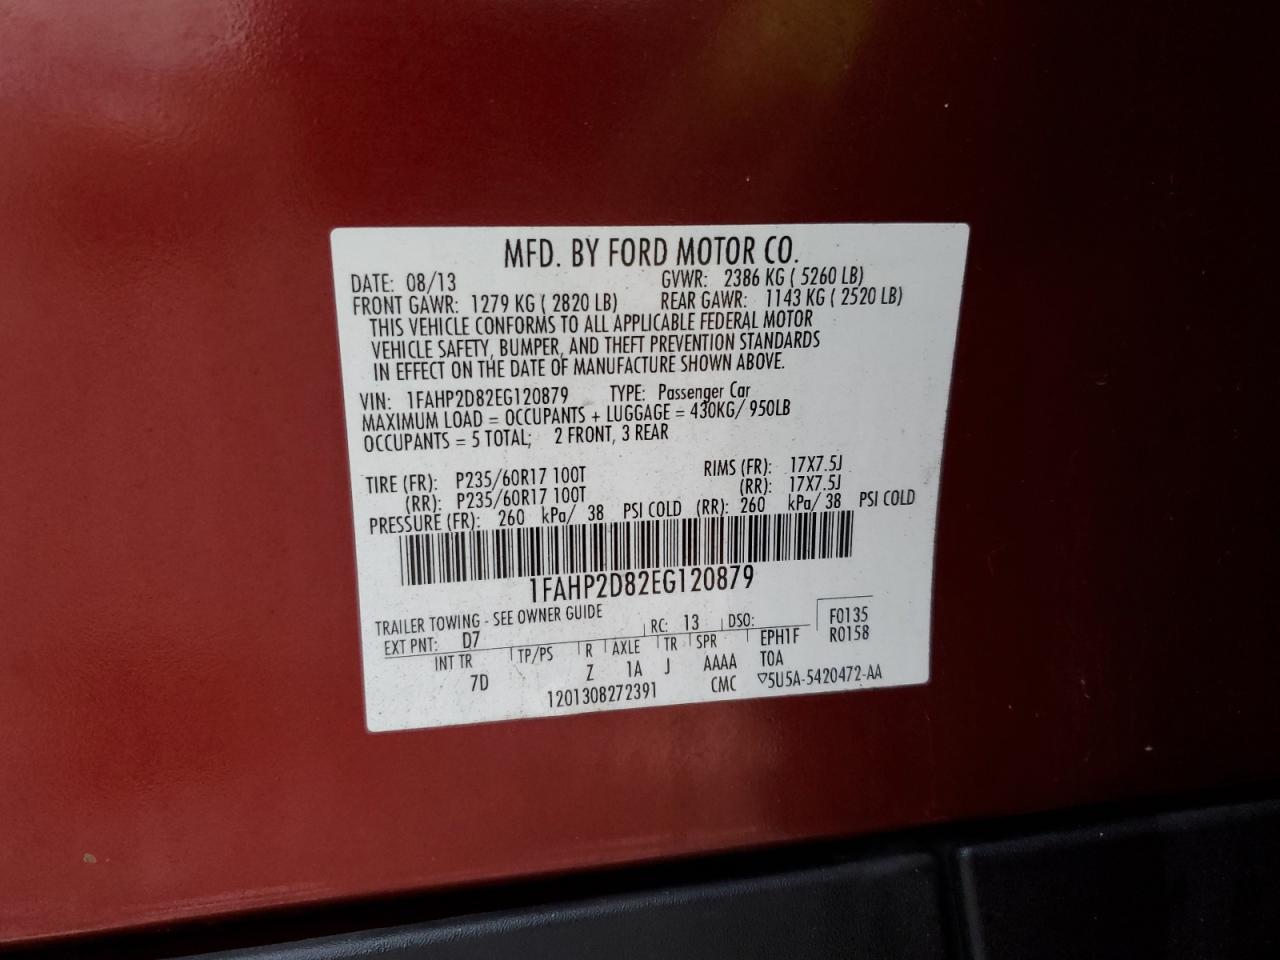 MFD. BY FORD MOTOR CO.
DATE: 08/13 GVWR: 2386 KG ( 5260 LB)
FRONT GAWR: 1279 KG ( 2820 LB) REAR GAWR: 1143 KG ( 2520 LB)
THIS VEHICLE CONFORMS TO ALL APPLICABLE FEDERAL MOTOR
VEHICLE SAFETY, BUMPER, AND THEFT PREVENTION STANDARDS
IN EFFECT ON THE DATE OF MANUFACTURE SHOWN ABOVE.
VIN: 1FAHP2D82EG120879 TYPE: Passenger Car
MAXIMUM LOAD = OCCUPANTS + LUGGAGE = 430KG/ 950LB
OCCUPANTS = 5 TOTAL; 2 FRONT, 3 REAR
TIRE (FR): P235/60R17 100T RIMS (FR): 17X7.5J
(RR): P235/60R17 100T (RR): 17X7.5J
PRESSURE (FR): 260 kPa/ 38 PSI COLD (RR): 260 kPa/ 38 PSI COLD
1FAHP2D82EG120879
TRAILER TOWING - SEE OWNER GUIDE
EXT PNT: D7 RC: 13 DSO: F0135
INT TR TP/PS R AXLE TR SPR EPH1F R0158
7D Z 1A J AAAA TOA
1201308272391 CMC ▽5U5A-5420472-AA